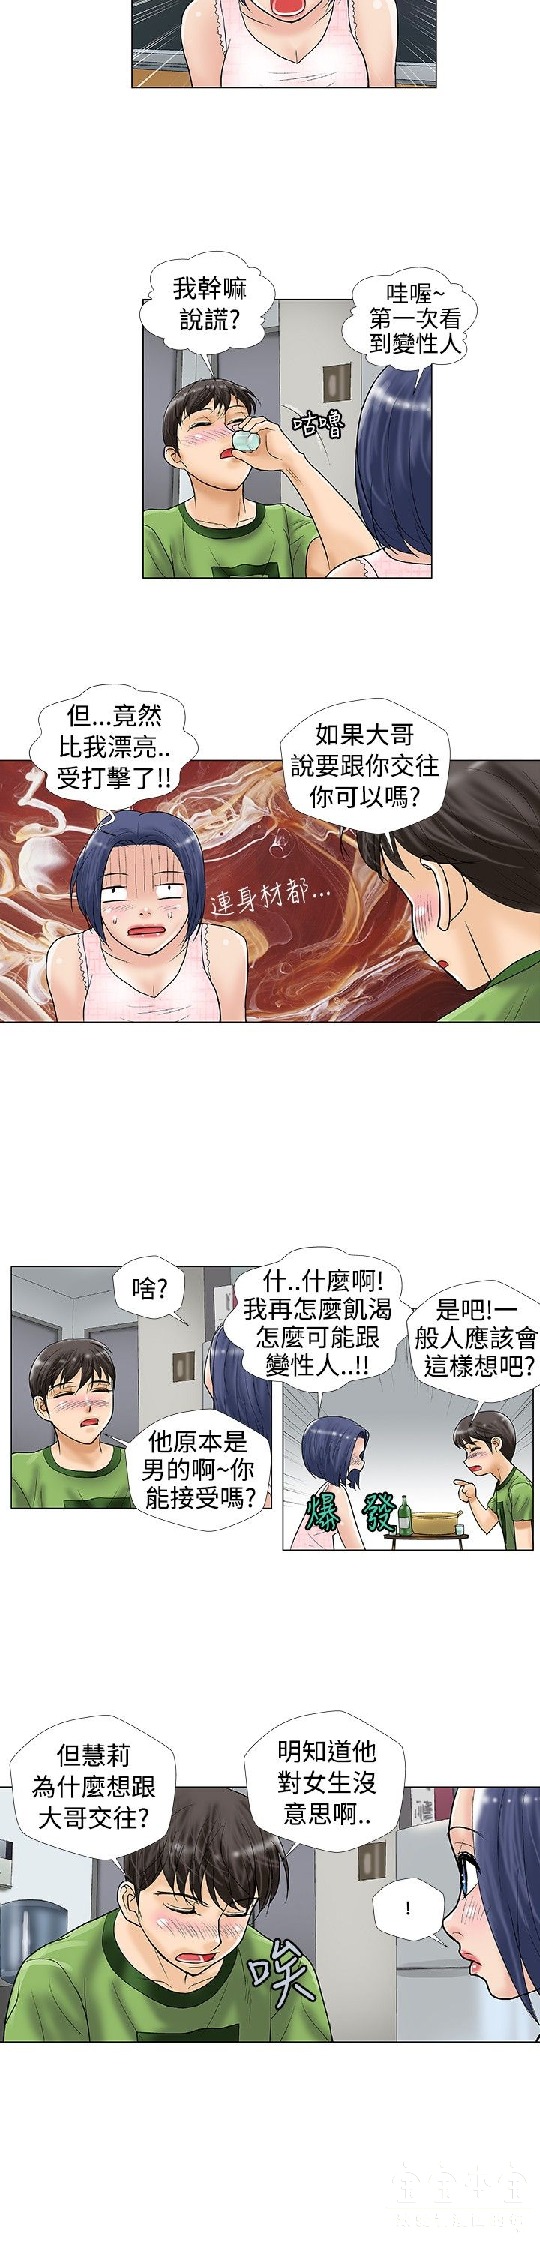 我幹嘛
說謊?
哇喔~
第一次看
到變性人
咕嚕
但...竟然
比我漂亮..
受打擊了!!
如果大哥
說要跟你交往
你可以嗎?
連身材都...
啥?
他原本是
男的啊~你
能接受嗎?
什..什麼啊!
我再怎麼飢渴
怎麼可能跟
變性人..!!
是吧!一
般人應該會
這樣想吧?
爆發
但慧莉
為什麼想跟
大哥交往?
明知道他
對女生沒
意思啊..
唉
!